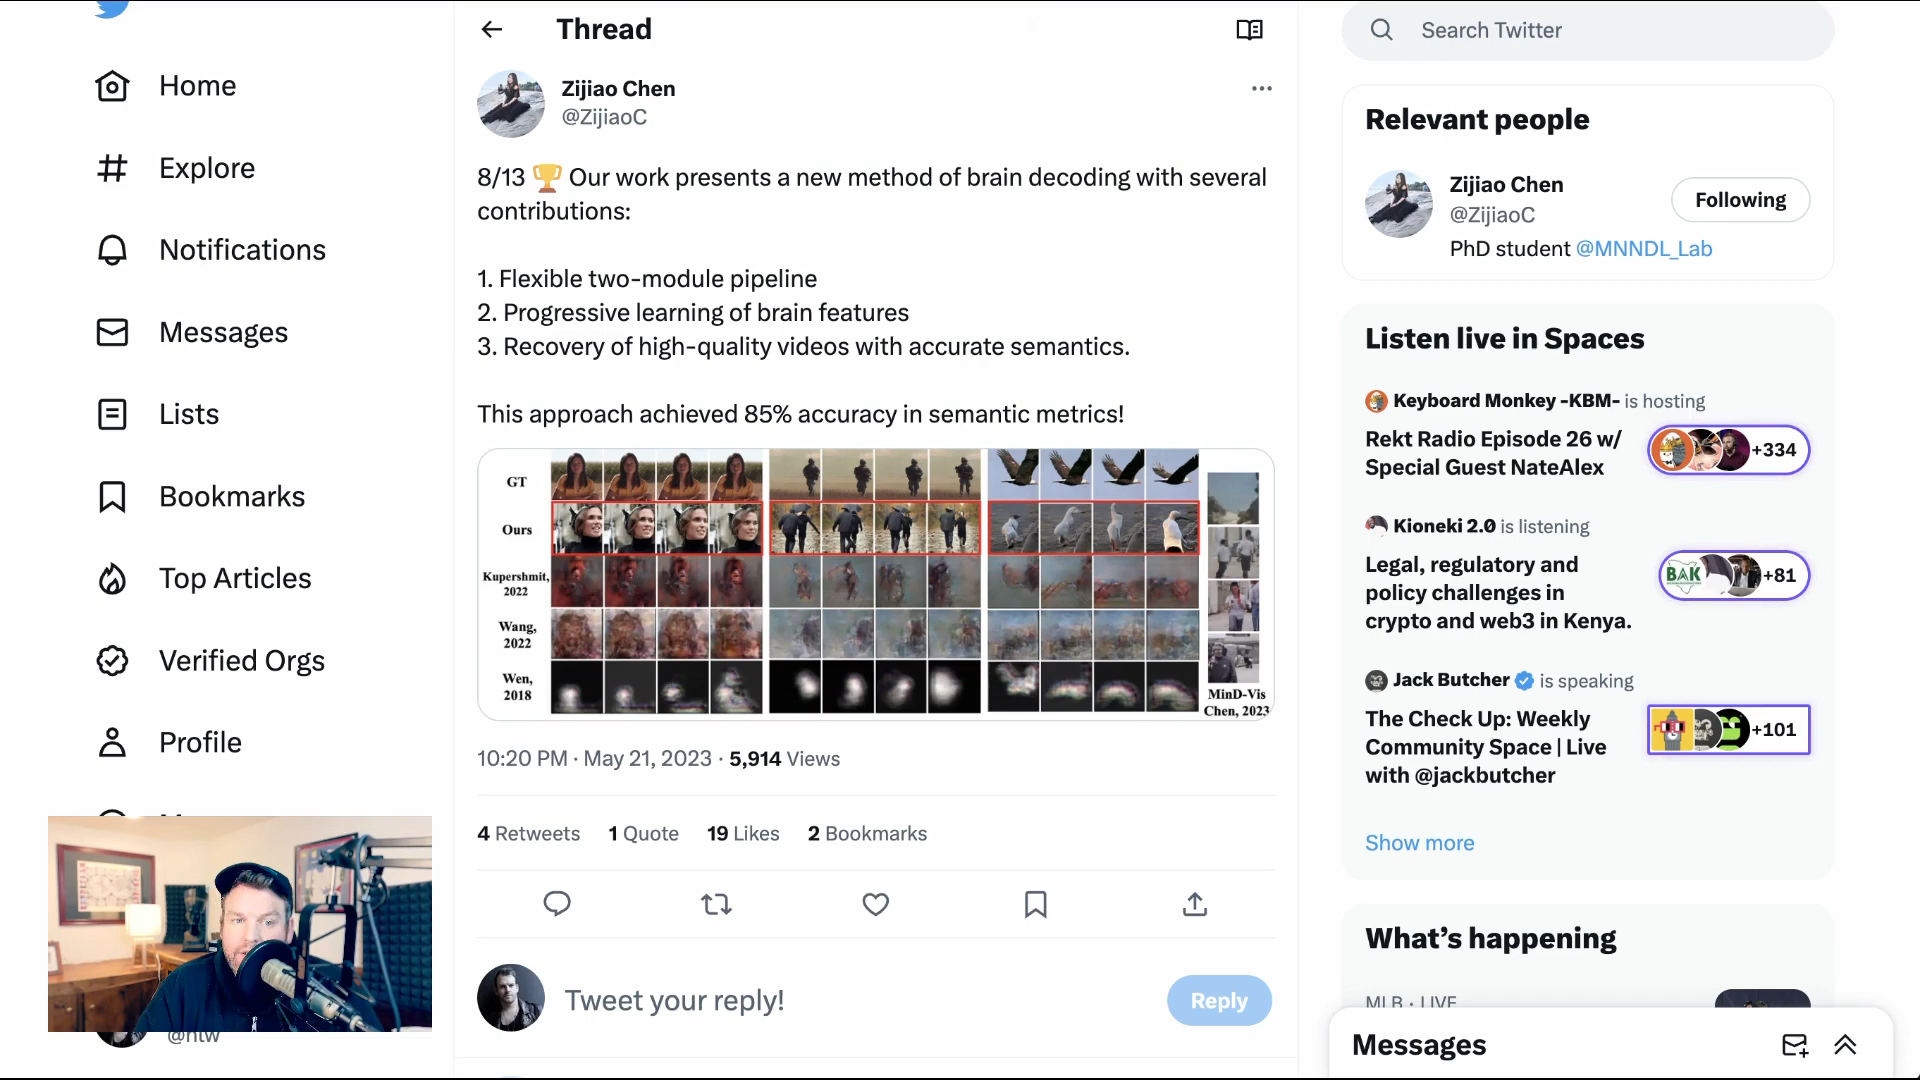 Home
Explore
Notifications
Messages
Lists
Bookmarks
Top Articles
Verified Orgs
Profile
Thread
Zijiao Chen
@ZijiaoC
8/13 🏆 Our work presents a new method of brain decoding with several
contributions:
1. Flexible two-module pipeline
2. Progressive learning of brain features
3. Recovery of high-quality videos with accurate semantics.
This approach achieved 85% accuracy in semantic metrics!
GT
Ours
Kupershmit,
2022
Wang,
2022
Wen,
2018
MinD-Vis
Chen, 2023
10:20 PM · May 21, 2023 · 5,914 Views
4 Retweets 1 Quote 19 Likes 2 Bookmarks
Tweet your reply!
Reply
Search Twitter
Relevant people
Zijiao Chen
@ZijiaoC
Following
PhD student @MNNDL_Lab
Listen live in Spaces
Keyboard Monkey -KBM- is hosting
Rekt Radio Episode 26 w/
Special Guest NateAlex
+334
Kioneki 2.0 is listening
Legal, regulatory and
policy challenges in
crypto and web3 in Kenya.
BAK
+81
Jack Butcher is speaking
The Check Up: Weekly
Community Space | Live
with @jackbutcher
+101
Show more
What's happening
MLB · LIVE
Messages